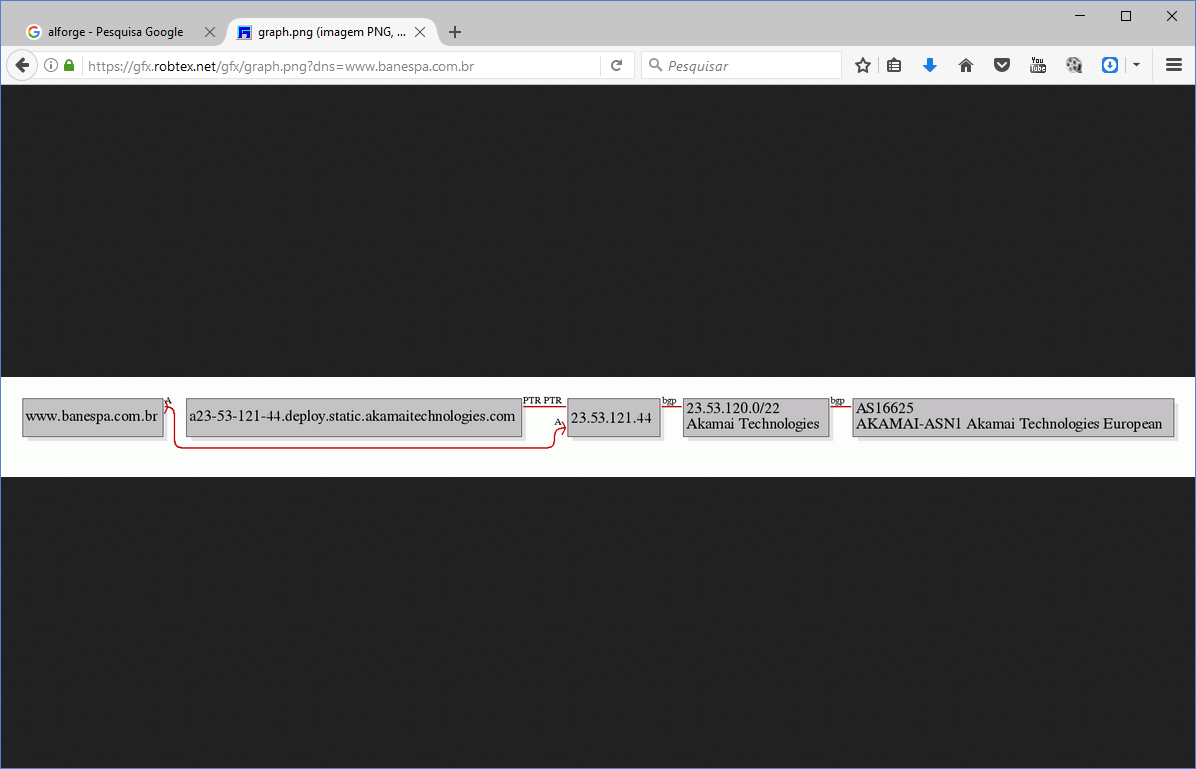 alforge - Pesquisa Google
graph.png (imagem PNG, ...
https://gfx.robtex.net/gfx/graph.png?dns=www.banespa.com.br
Pesquisar
You
Tube
www.banespa.com.br
A
a23-53-121-44.deploy.static.akamaitechnologies.com
PTR PTR
A
23.53.121.44
bgp
23.53.120.0/22
Akamai Technologies
bgp
AS16625
AKAMAI-ASN1 Akamai Technologies European